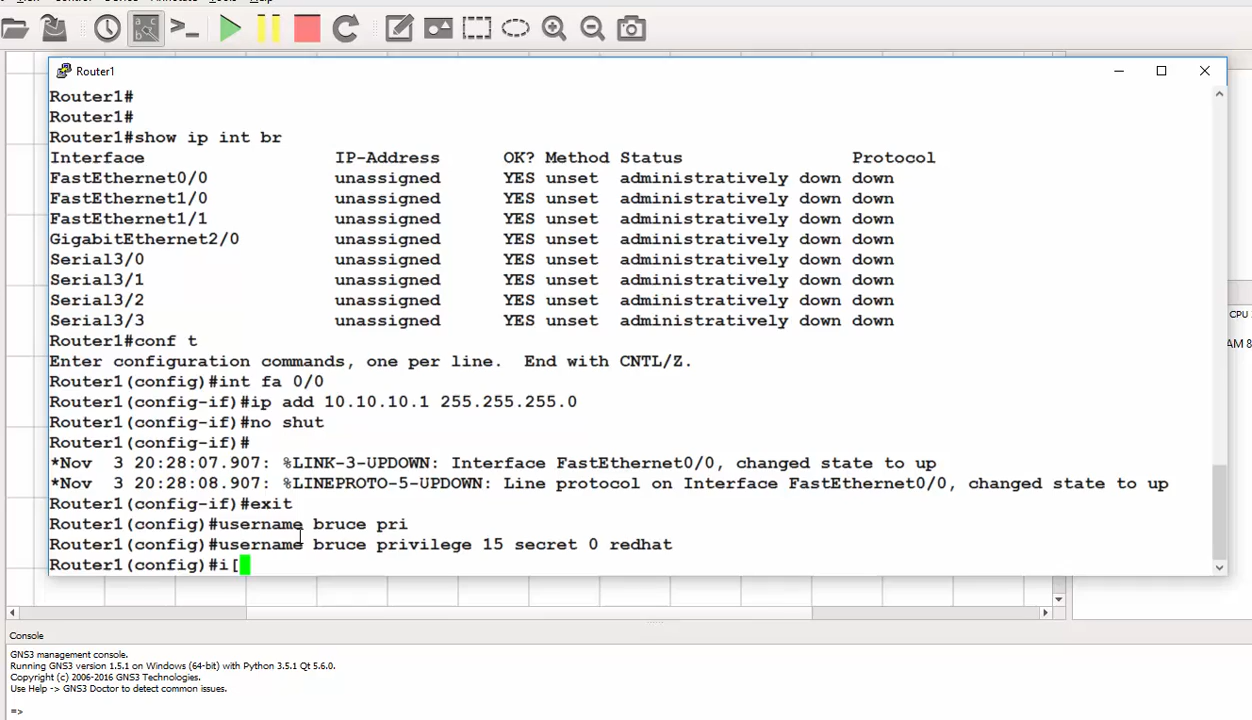 Router1
Router1#
Router1#
Router1#show ip int br
Interface IP-Address OK? Method Status Protocol
FastEthernet0/0 unassigned YES unset administratively down down
FastEthernet1/0 unassigned YES unset administratively down down
FastEthernet1/1 unassigned YES unset administratively down down
GigabitEthernet2/0 unassigned YES unset administratively down down
Serial3/0 unassigned YES unset administratively down down
Serial3/1 unassigned YES unset administratively down down
Serial3/2 unassigned YES unset administratively down down
Serial3/3 unassigned YES unset administratively down down
Router1#conf t
Enter configuration commands, one per line. End with CNTL/Z.
Router1(config)#int fa 0/0
Router1(config-if)#ip add 10.10.10.1 255.255.255.0
Router1(config-if)#no shut
Router1(config-if)#
*Nov 3 20:28:07.907: %LINK-3-UPDOWN: Interface FastEthernet0/0, changed state to up
*Nov 3 20:28:08.907: %LINEPROTO-5-UPDOWN: Line protocol on Interface FastEthernet0/0, changed state to up
Router1(config-if)#exit
Router1(config)#username bruce pri
Router1(config)#username bruce privilege 15 secret 0 redhat
Router1(config)#i[
CPU
AM 8
Console
GNS3 management console.
Running GNS3 version 1.5.1 on Windows (64-bit) with Python 3.5.1 Qt 5.6.0.
Copyright (c) 2006-2016 GNS3 Technologies.
Use Help -> GNS3 Doctor to detect common issues.
=>